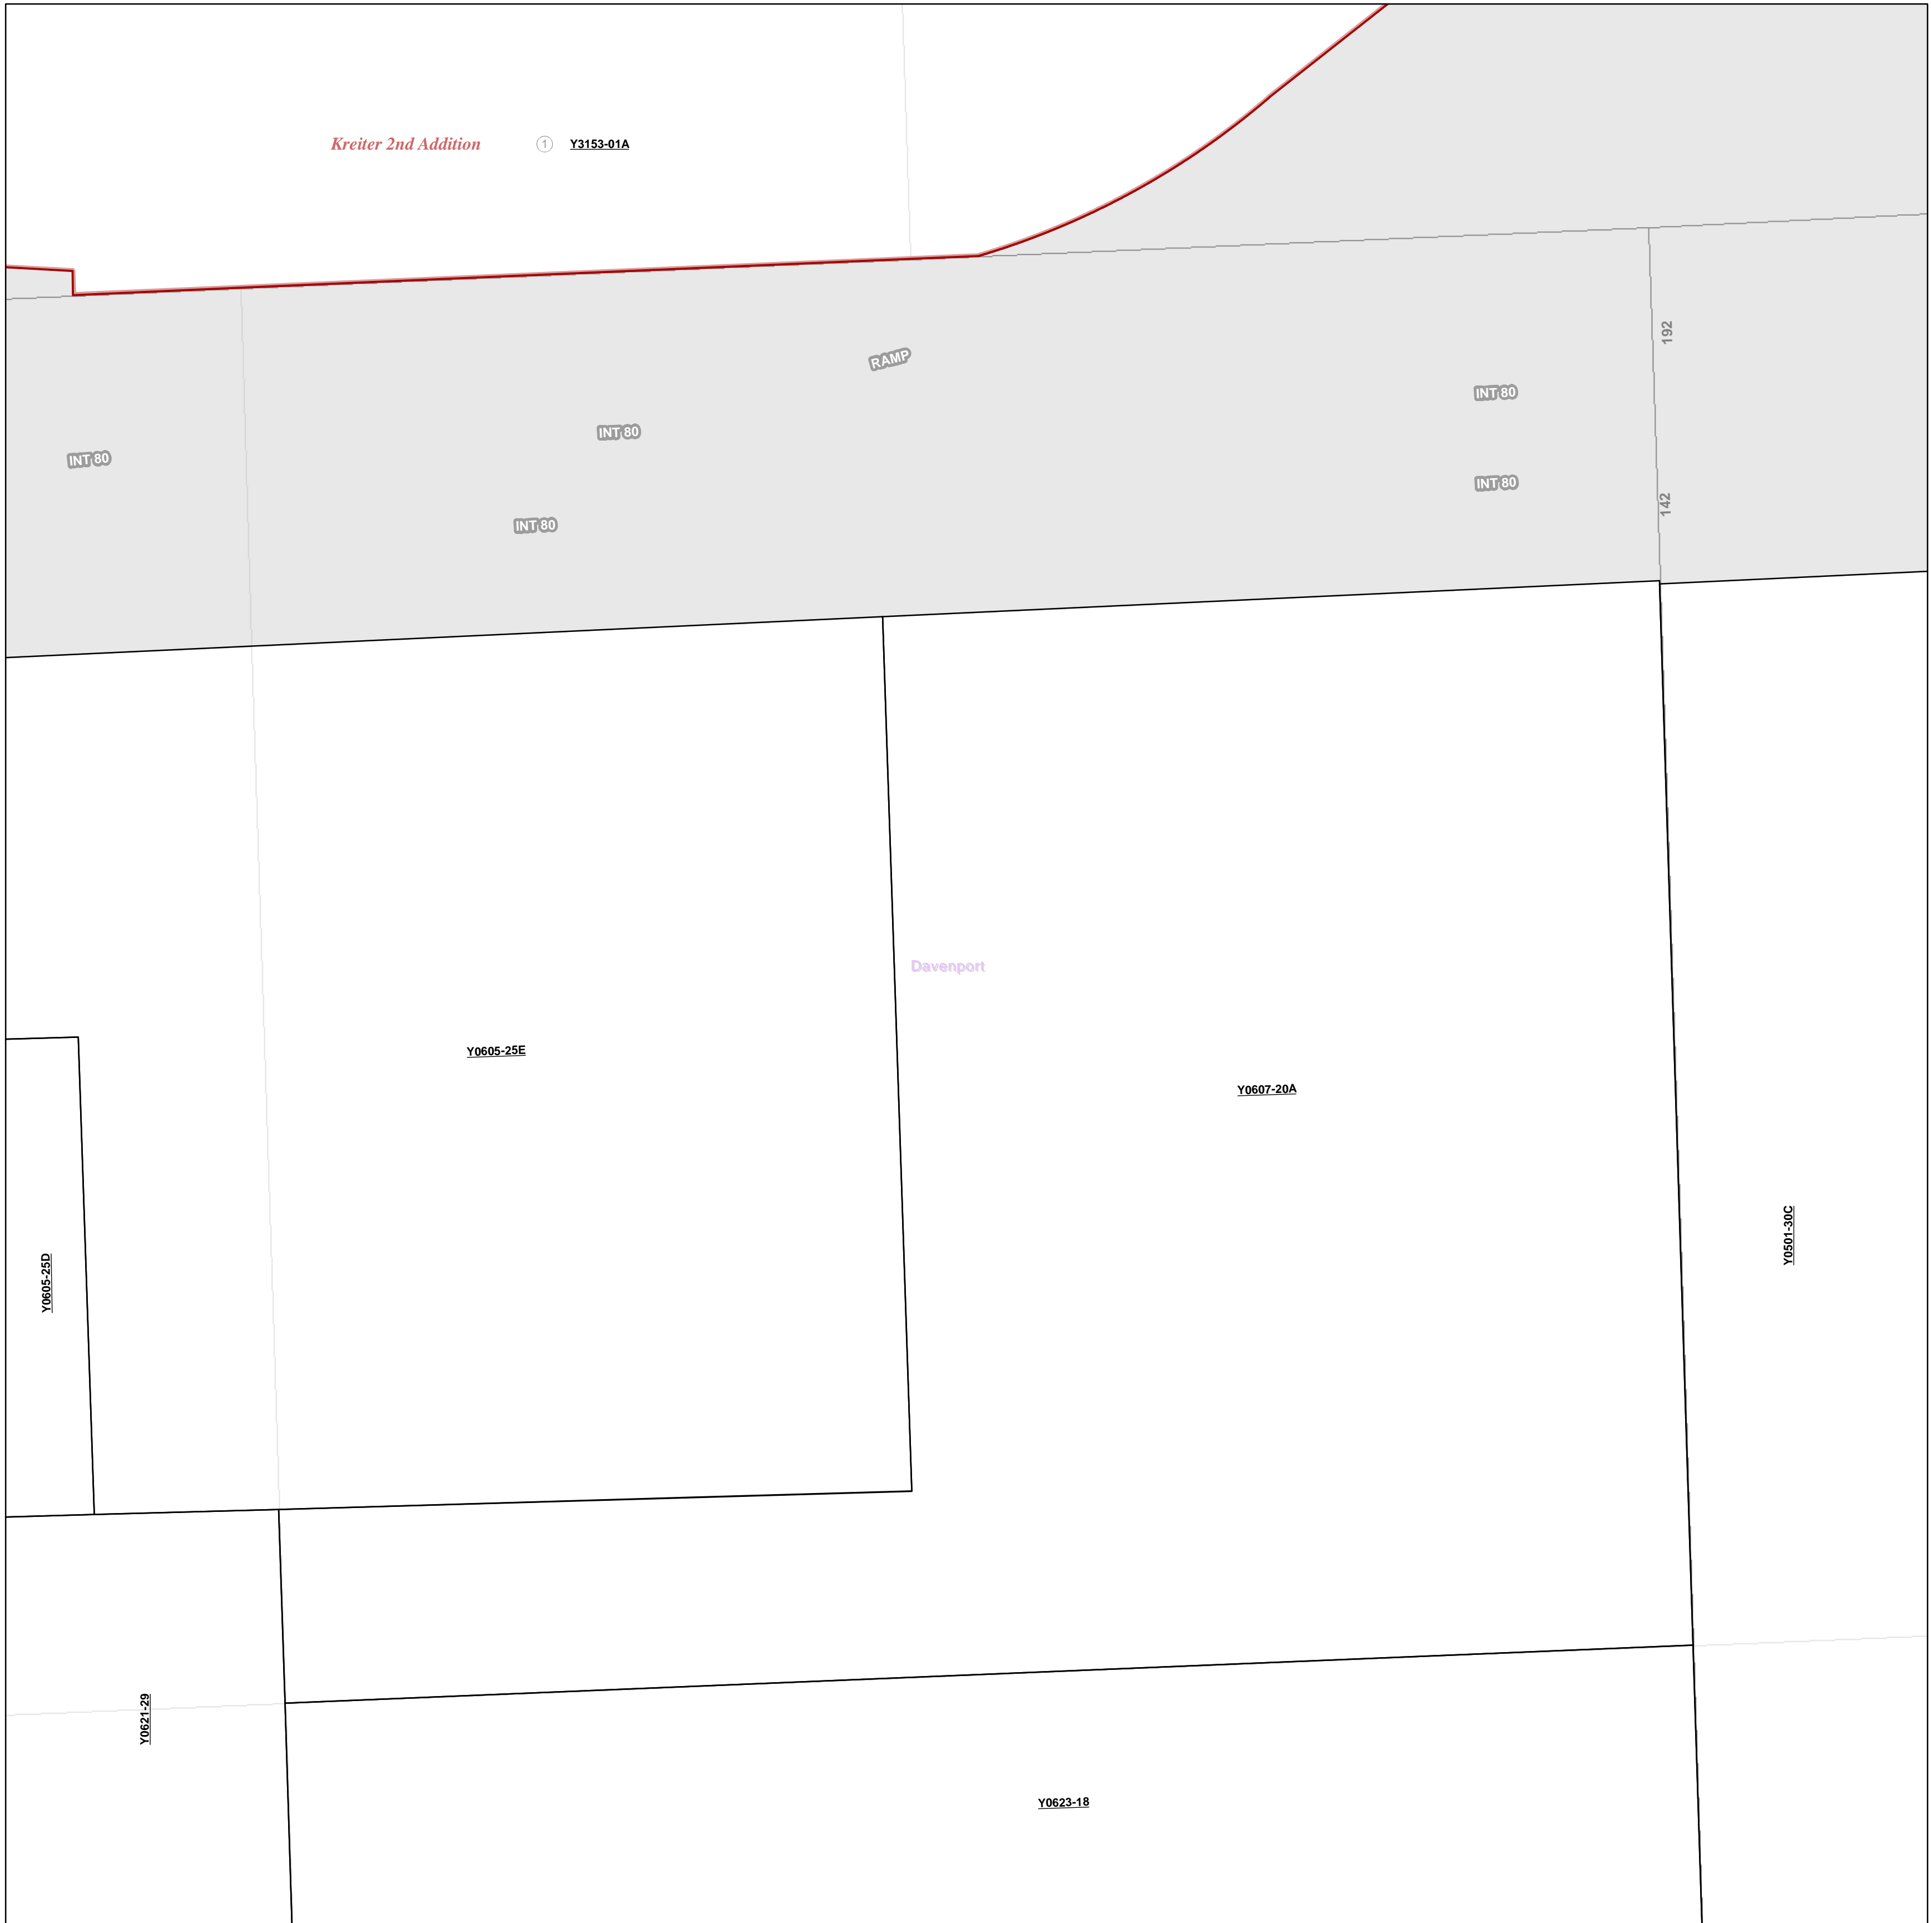 Kreiter 2nd Addition
1
Y3153-01A
192
RAMP
INT 80
INT 80
INT 80
INT 80
142
INT 80
Davenport
Y0605-25E
Y0607-20A
Y0501-30C
Y0605-25D
Y0621-29
Y0623-18